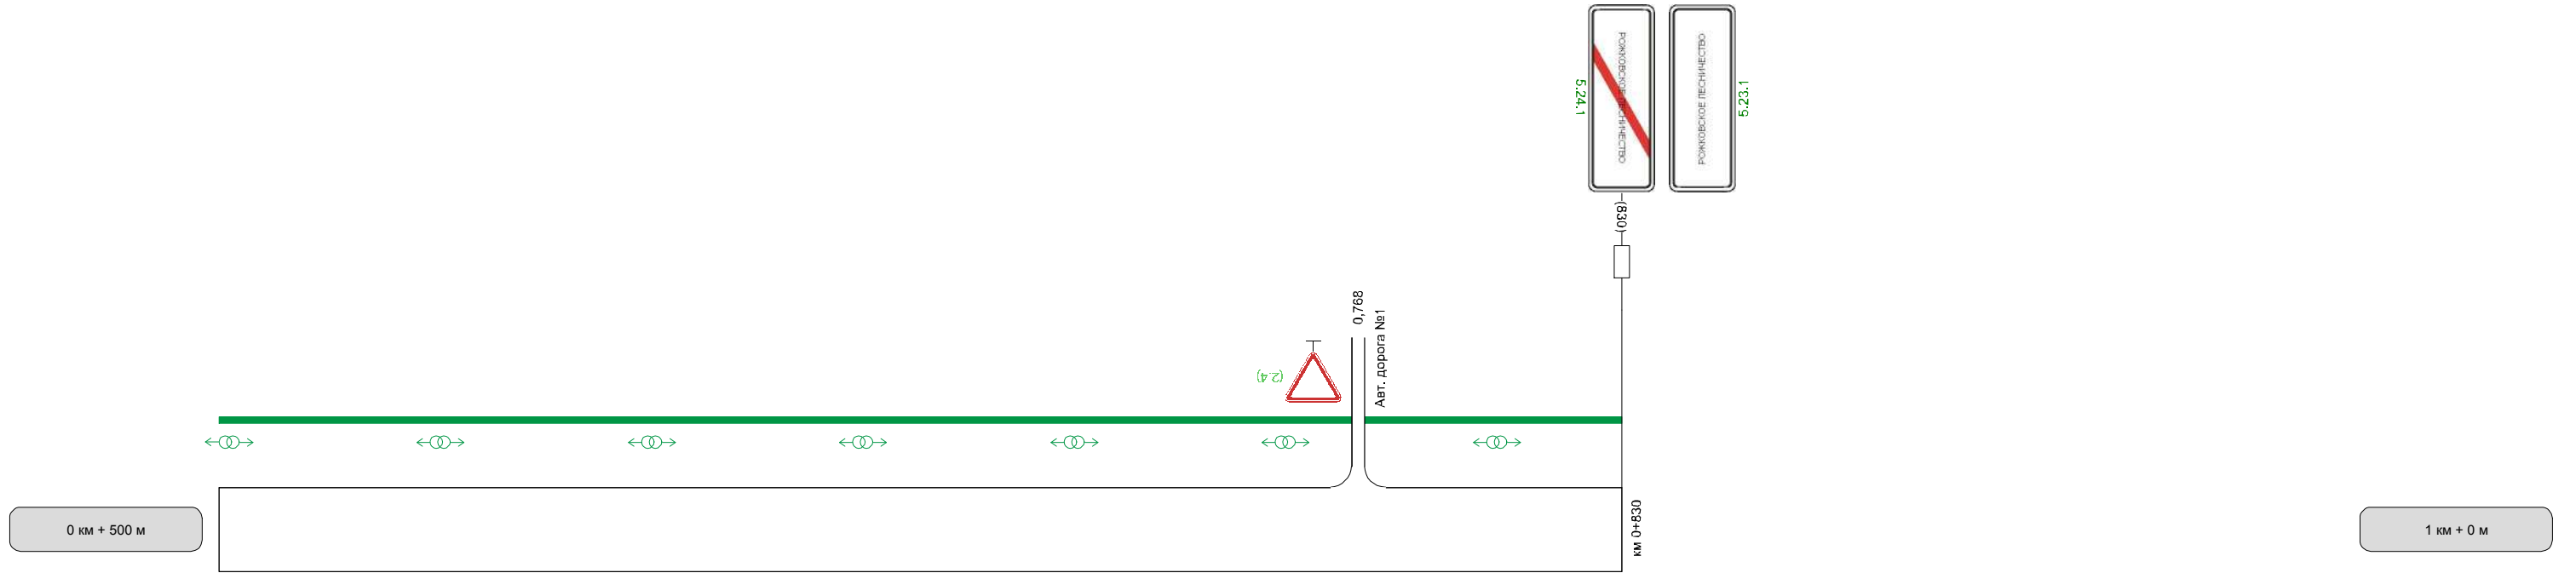 РОЖКОВСКОЕ ЛЕСНИЧЕСТВО
РОЖКОВСКОЕ ЛЕСНИЧЕСТВО
5.24.1
5.23.1
(830)
0,768
Авт. дорога №1
(2.4)
0 км + 500 м
км 0+830
1 км + 0 м